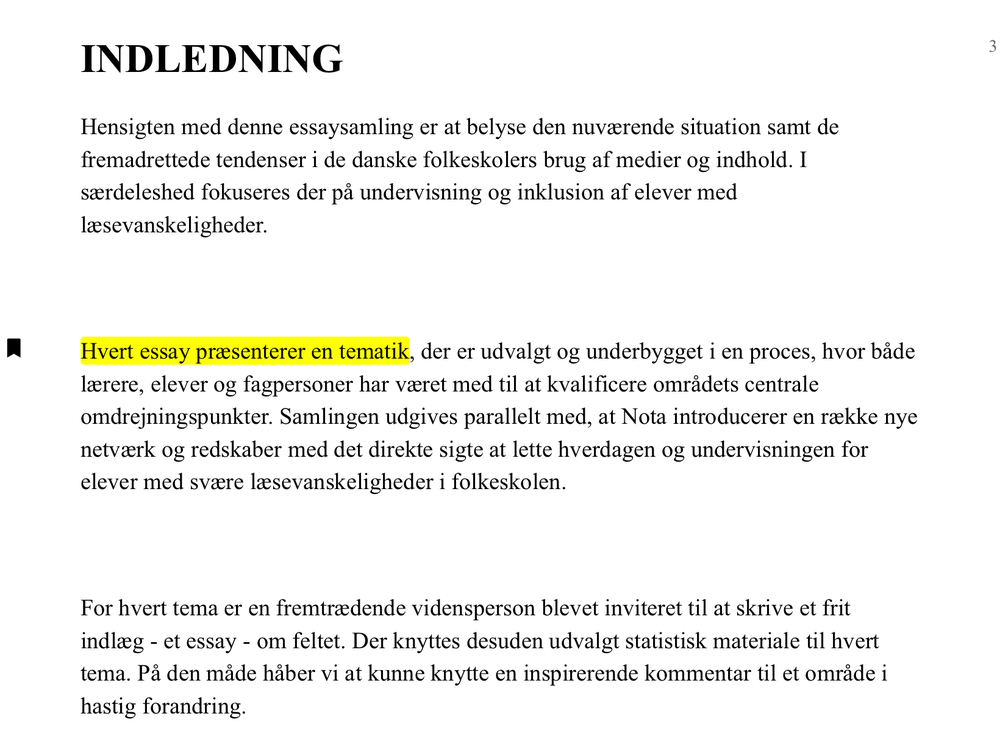 INDLEDNING
3
Hensigten med denne essaysamling er at belyse den nuværende situation samt de
fremadrettede tendenser i de danske folkeskolers brug af medier og indhold. I
særdeleshed fokuseres der på undervisning og inklusion af elever med
læsevanskeligheder.
Hvert essay præsenterer en tematik, der er udvalgt og underbygget i en proces, hvor både
lærere, elever og fagpersoner har været med til at kvalificere områdets centrale
omdrejningspunkter. Samlingen udgives parallelt med, at Nota introducerer en række nye
netværk og redskaber med det direkte sigte at lette hverdagen og undervisningen for
elever med svære læsevanskeligheder i folkeskolen.
For hvert tema er en fremtrædende vidensperson blevet inviteret til at skrive et frit
indlæg - et essay - om feltet. Der knyttes desuden udvalgt statistisk materiale til hvert
tema. På den måde håber vi at kunne knytte en inspirerende kommentar til et område i
hastig forandring.